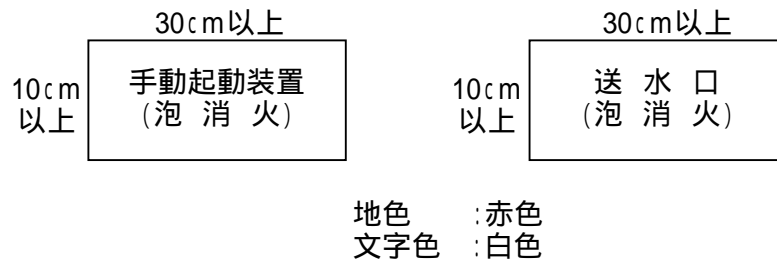 30cm以上
10cm
以上
手動起動装置
(泡 消 火)
30cm以上
10cm
以上
送 水 口
(泡 消 火)
地色 :赤色
文字色 :白色